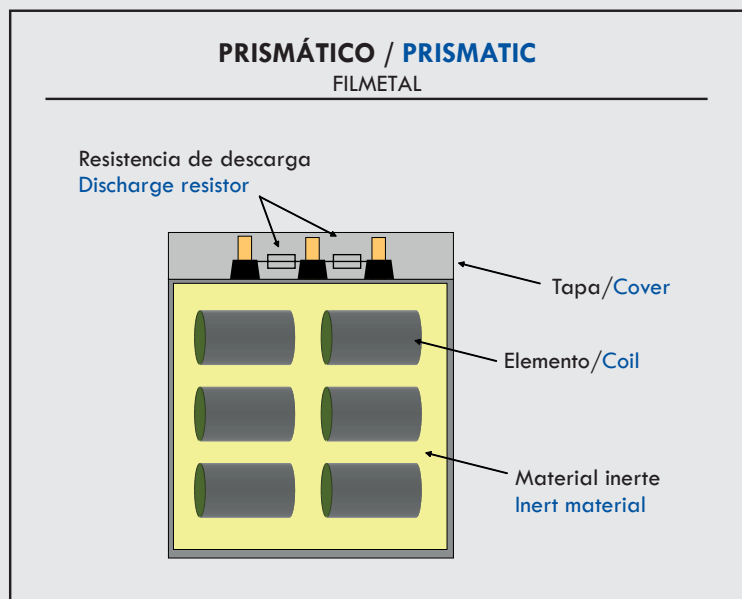 PRISMÁTICO / PRISMATIC
FILMETAL
Resistencia de descarga
Discharge resistor
Tapa/Cover
Elemento/Coil
Material inerte
Inert material